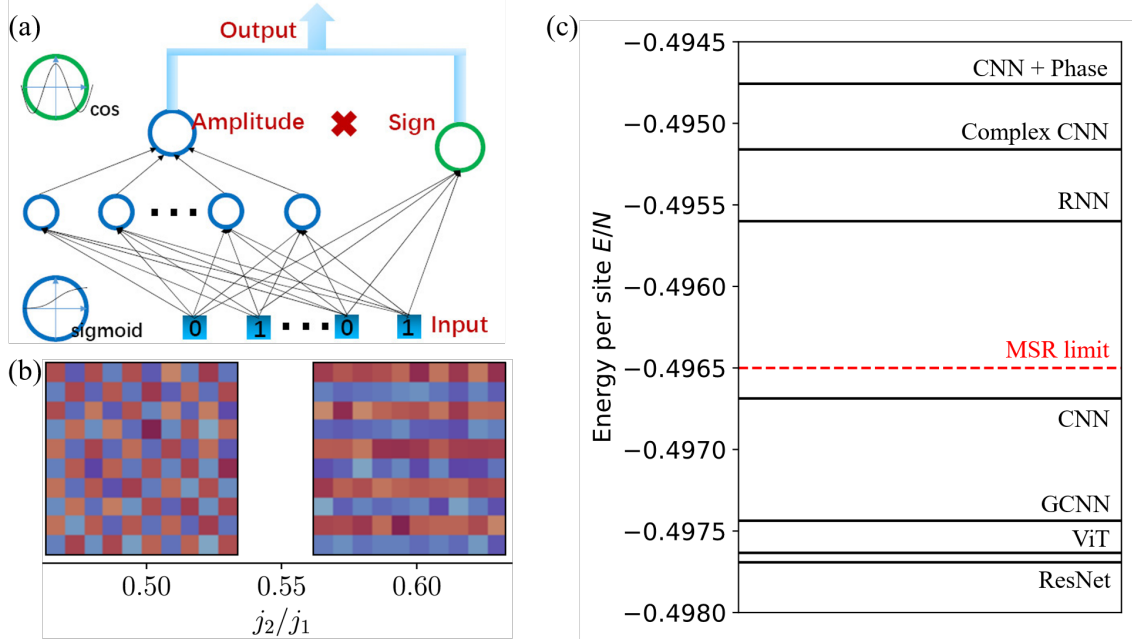 (a)
Output
cos
Amplitude ✖ Sign
sigmoid
0 1 0 1 Input
(b)
0.50 0.55 0.60
j2/j1
(c)
Energy per site E/N
−0.4945
−0.4950
−0.4955
−0.4960
−0.4965
−0.4970
−0.4975
−0.4980
CNN + Phase
Complex CNN
RNN
MSR limit
CNN
GCNN
ViT
ResNet